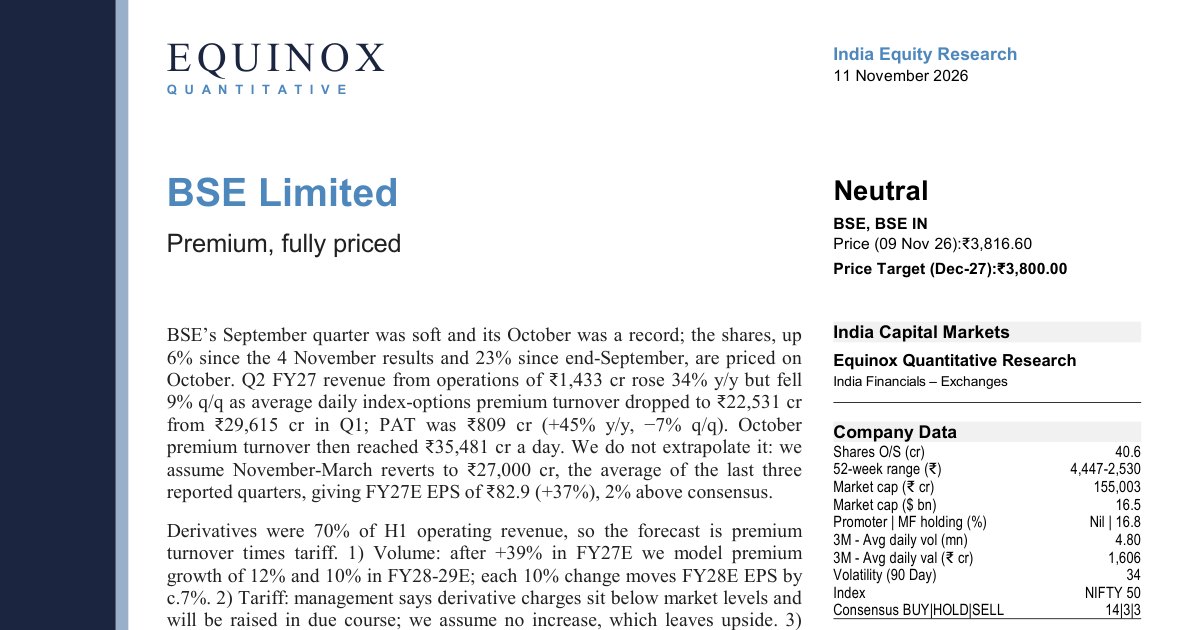 EQUINOX
QUANTITATIVE
India Equity Research
11 November 2026
BSE Limited
Premium, fully priced
Neutral
BSE, BSE IN
Price (09 Nov 26):₹3,816.60
Price Target (Dec-27):₹3,800.00
BSE’s September quarter was soft and its October was a record; the shares, up
6% since the 4 November results and 23% since end-September, are priced on
October. Q2 FY27 revenue from operations of ₹1,433 cr rose 34% y/y but fell
9% q/q as average daily index-options premium turnover dropped to ₹22,531 cr
from ₹29,615 cr in Q1; PAT was ₹809 cr (+45% y/y, −7% q/q). October
premium turnover then reached ₹35,481 cr a day. We do not extrapolate it: we
assume November-March reverts to ₹27,000 cr, the average of the last three
reported quarters, giving FY27E EPS of ₹82.9 (+37%), 2% above consensus.
Derivatives were 70% of H1 operating revenue, so the forecast is premium
turnover times tariff. 1) Volume: after +39% in FY27E we model premium
growth of 12% and 10% in FY28-29E; each 10% change moves FY28E EPS by
c.7%. 2) Tariff: management says derivative charges sit below market levels and
will be raised in due course; we assume no increase, which leaves upside. 3)
India Capital Markets
Equinox Quantitative Research
India Financials – Exchanges
Company Data
Shares O/S (cr) 40.6
52-week range (₹) 4,447-2,530
Market cap (₹ cr) 155,003
Market cap ($ bn) 16.5
Promoter | MF holding (%) Nil | 16.8
3M - Avg daily vol (mn) 4.80
3M - Avg daily val (₹ cr) 1,606
Volatility (90 Day) 34
Index NIFTY 50
Consensus BUY|HOLD|SELL 14|3|3